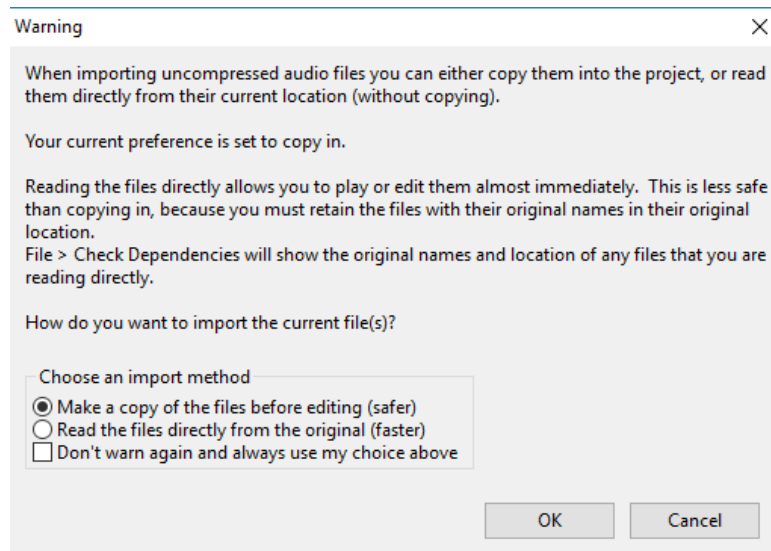 Warning
When importing uncompressed audio files you can either copy them into the project, or read
them directly from their current location (without copying).
Your current preference is set to copy in.
Reading the files directly allows you to play or edit them almost immediately.  This is less safe
than copying in, because you must retain the files with their original names in their original
location.
File > Check Dependencies will show the original names and location of any files that you are
reading directly.
How do you want to import the current file(s)?
Choose an import method
Make a copy of the files before editing (safer)
Read the files directly from the original (faster)
Don't warn again and always use my choice above
OK Cancel